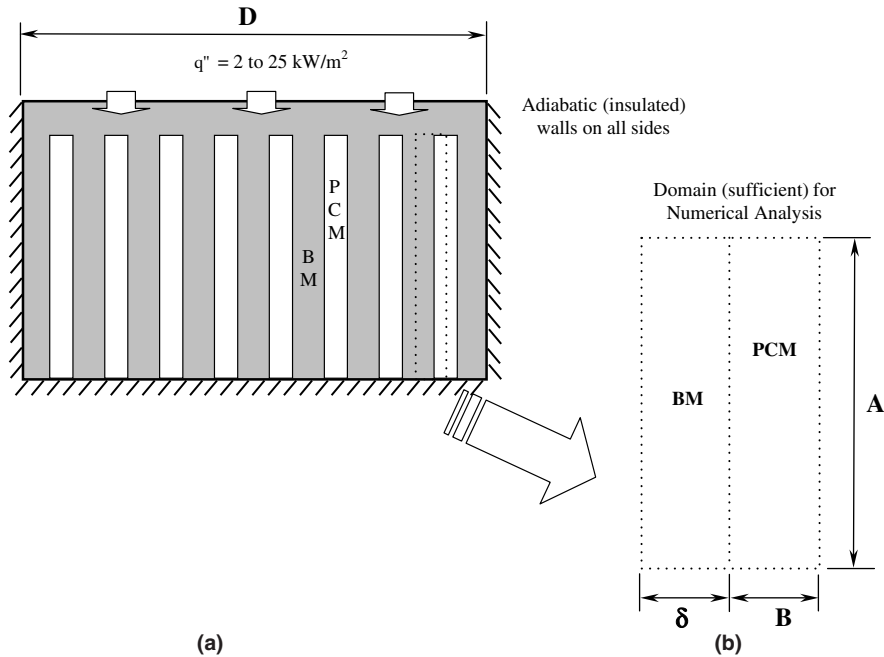 D
q" = 2 to 25 kW/m²
Adiabatic (insulated)
walls on all sides
P
C
M
B
M
Domain (sufficient) for
Numerical Analysis
PCM
BM
A
δ
B
(a)
(b)